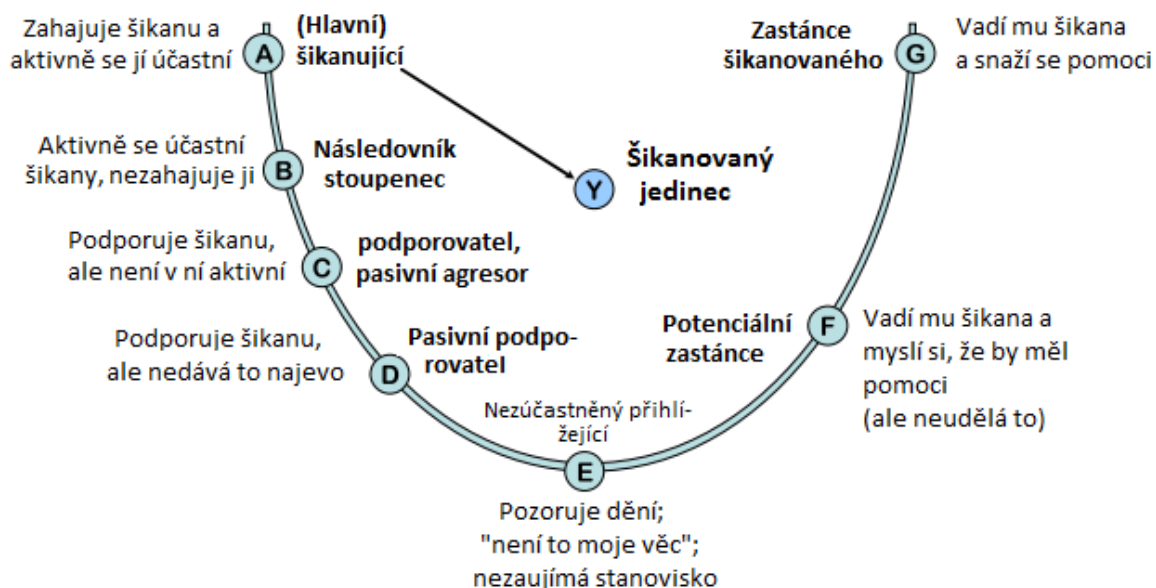 Zahajuje šikanu a
aktivně se jí účastní
A
(Hlavní)
šikanující
Zastánce
šikanovaného
G
Vadí mu šikana
a snaží se pomoci
Aktivně se účastní
šikany, nezahajuje ji
B
Následovník
stoupenec
Y
Šikanovaný
jedinec
Podporuje šikanu,
ale není v ní aktivní
C
podporovatel,
pasivní agresor
Podporuje šikanu,
ale nedává to najevo
D
Pasivní podpo-
rovatel
Potenciální
zastánce
F
Vadí mu šikana a
myslí si, že by měl
pomoci
(ale neudělá to)
Nezúčastněný přihlí-
žející
E
Pozoruje dění;
"není to moje věc";
nezaujímá stanovisko